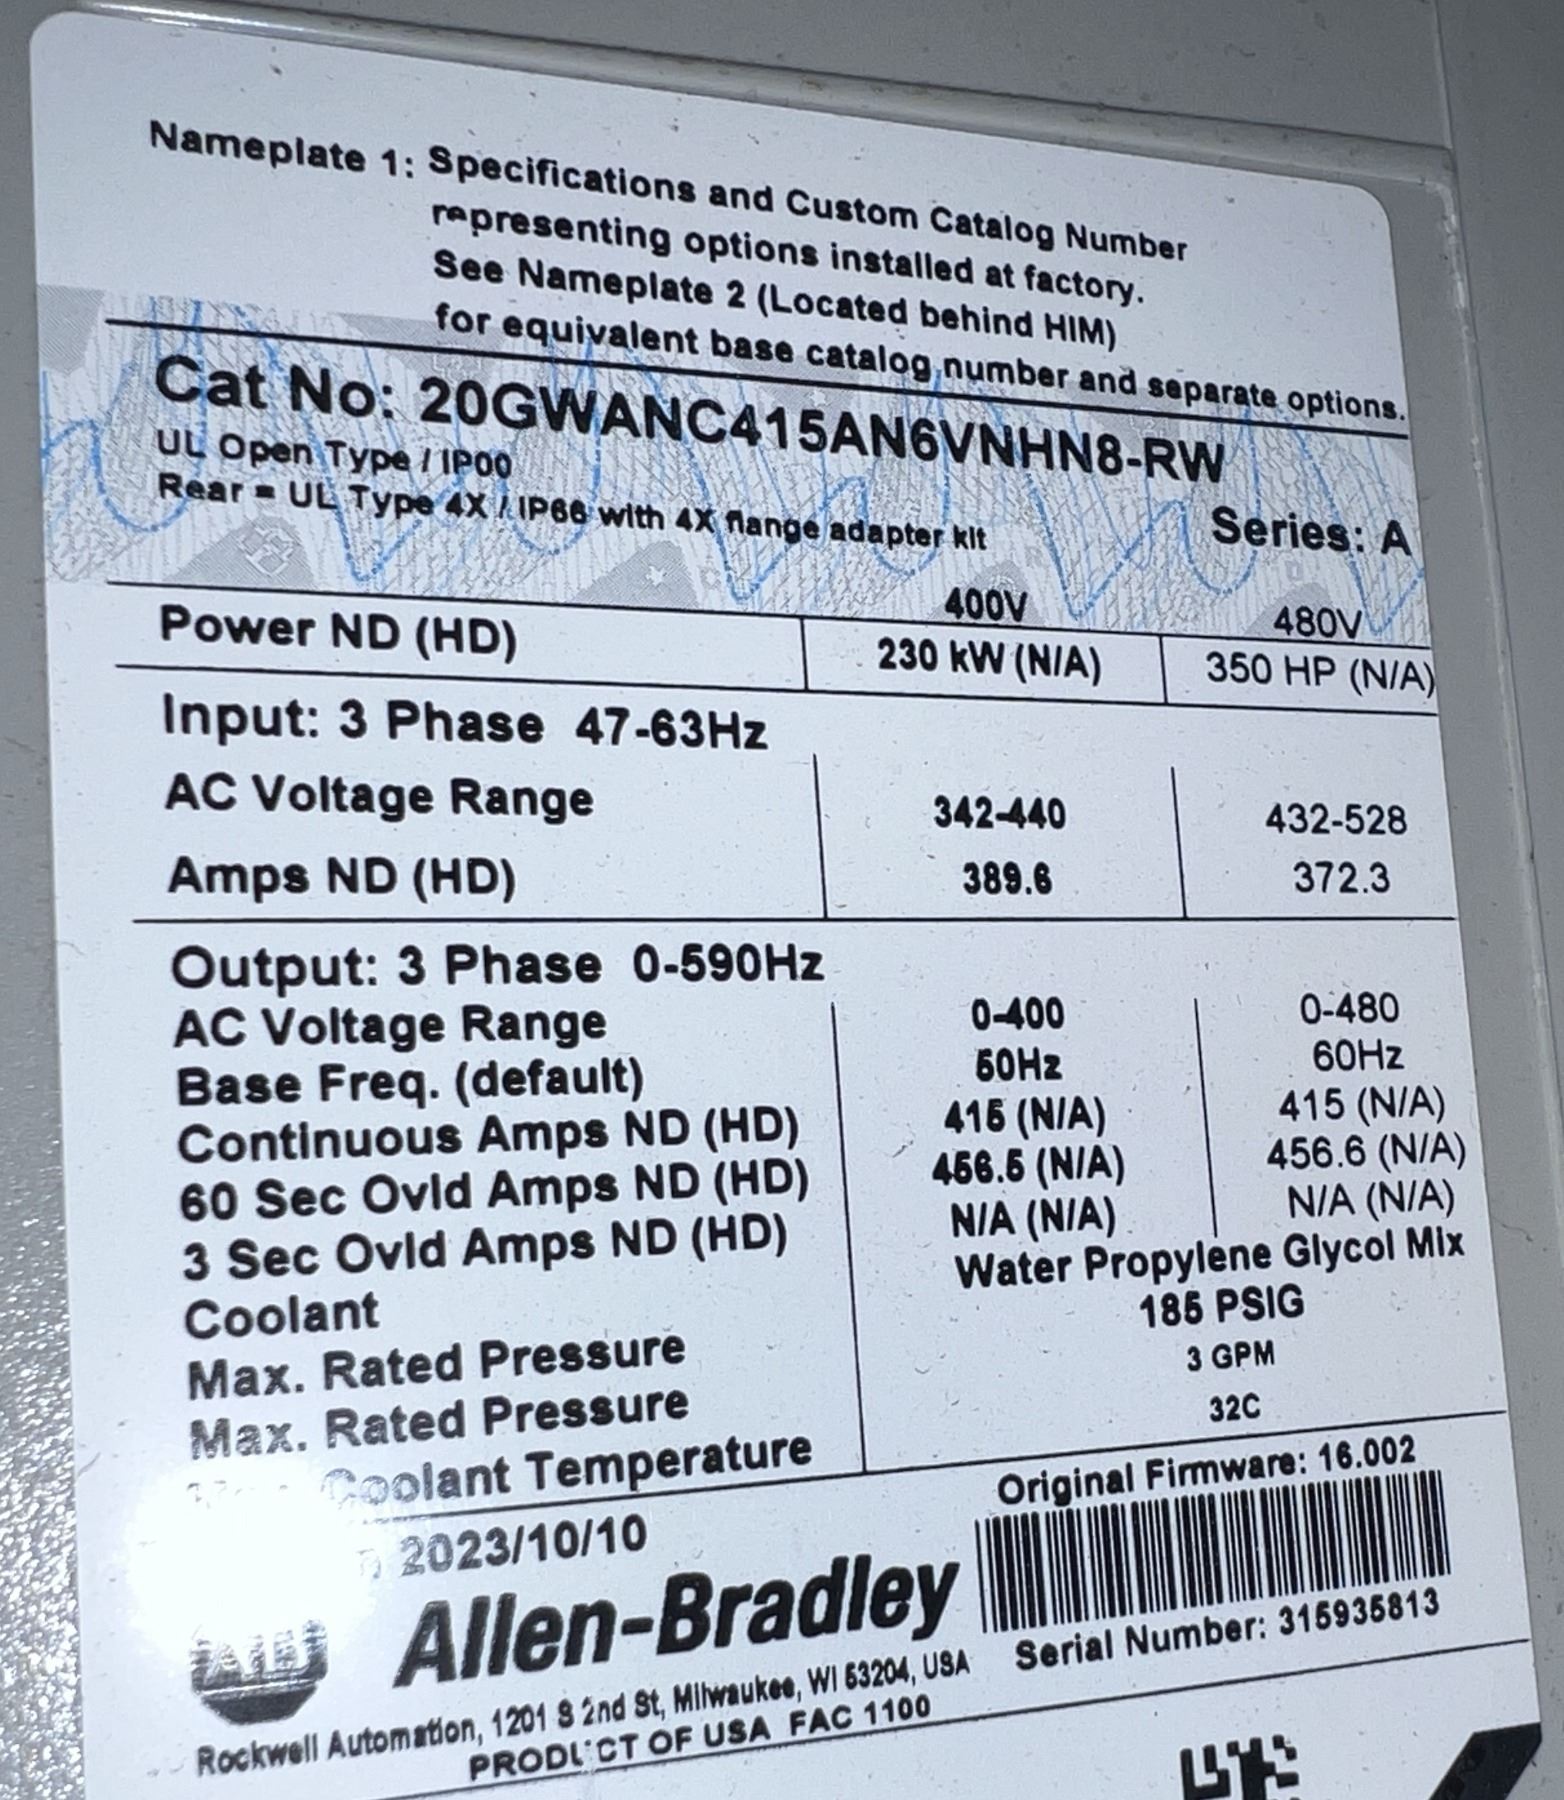 Nameplate 1: Specifications and Custom Catalog Number
representing options installed at factory.
See Nameplate 2 (Located behind HIM)
for equivalent base catalog number and separate options.
Cat No: 20GWANC415AN6VNHN8-RW
UL Open Type / IP00
Series: A
Rear = UL Type 4X / IP66 with 4X flange adapter kit
400V 480V
Power ND (HD) 230 kW (N/A) 350 HP (N/A)
Input: 3 Phase 47-63Hz
AC Voltage Range 342-440 432-528
Amps ND (HD) 389.6 372.3
Output: 3 Phase 0-590Hz
AC Voltage Range 0-400 0-480
Base Freq. (default) 50Hz 60Hz
Continuous Amps ND (HD) 415 (N/A) 415 (N/A)
60 Sec Ovld Amps ND (HD) 456.5 (N/A) 456.6 (N/A)
3 Sec Ovld Amps ND (HD) N/A (N/A) N/A (N/A)
Coolant Water Propylene Glycol Mix
Max. Rated Pressure 185 PSIG
Max. Rated Pressure 3 GPM
Coolant Temperature 32C
Original Firmware: 16.002
2023/10/10
AB Allen-Bradley
Serial Number: 315935813
Rockwell Automation, 1201 S 2nd St, Milwaukee, WI 53204, USA
PRODUCT OF USA FAC 1100